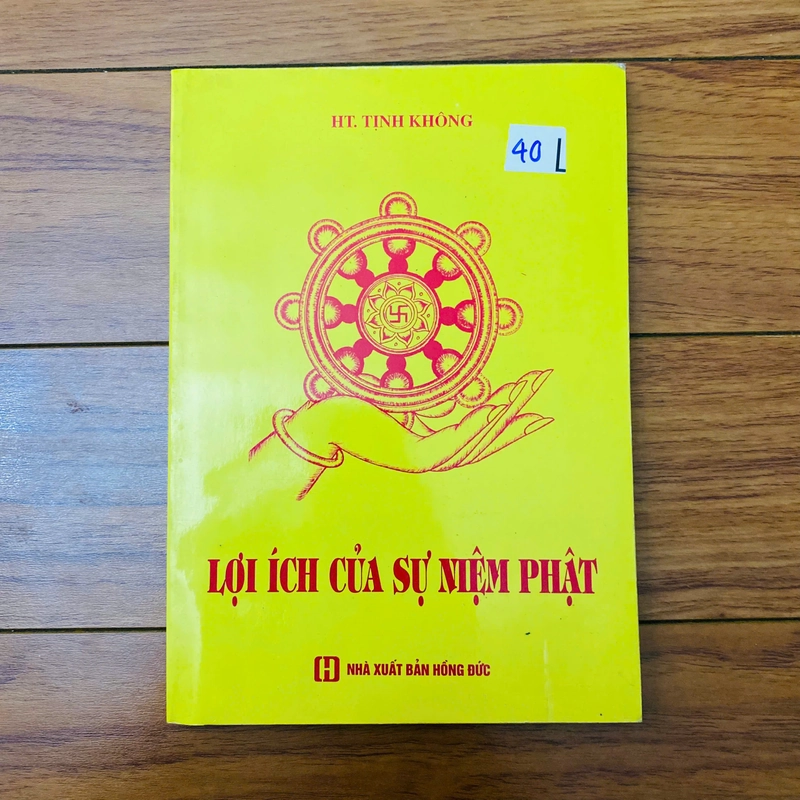 HT. TỊNH KHÔNG
40 L
LỢI ÍCH CỦA SỰ NIỆM PHẬT
NHÀ XUẤT BẢN HỒNG ĐỨC